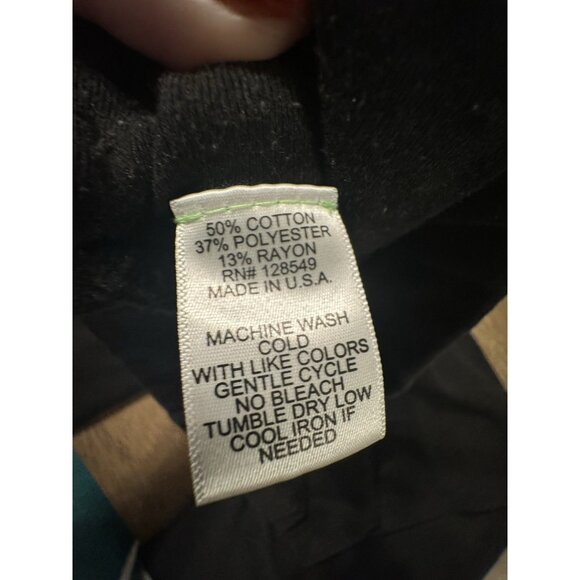 50% COTTON
37% POLYESTER
13% RAYON
RN# 128549
MADE IN U.S.A.
MACHINE WASH
COLD
WITH LIKE COLORS
GENTLE CYCLE
NO BLEACH
TUMBLE DRY LOW
COOL IRON IF
NEEDED